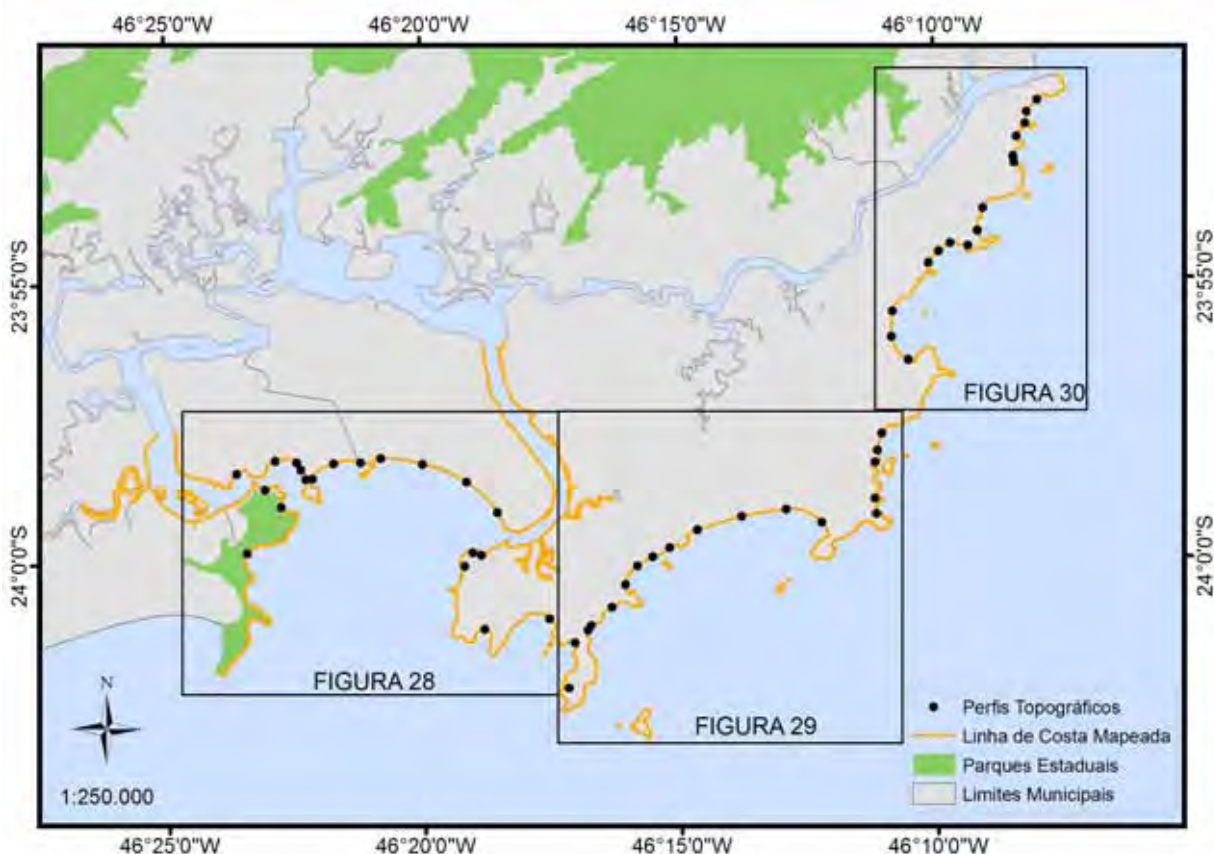 46°25'0"W
46°20'0"W
46°15'0"W
46°10'0"W
23°55'0"S
23°55'0"S
FIGURA 30
24°0'0"S
24°0'0"S
N
FIGURA 28
FIGURA 29
Perfis Topográficos
Linha de Costa Mapeada
Parques Estaduais
Limites Municipais
1:250.000
46°25'0"W
46°20'0"W
46°15'0"W
46°10'0"W